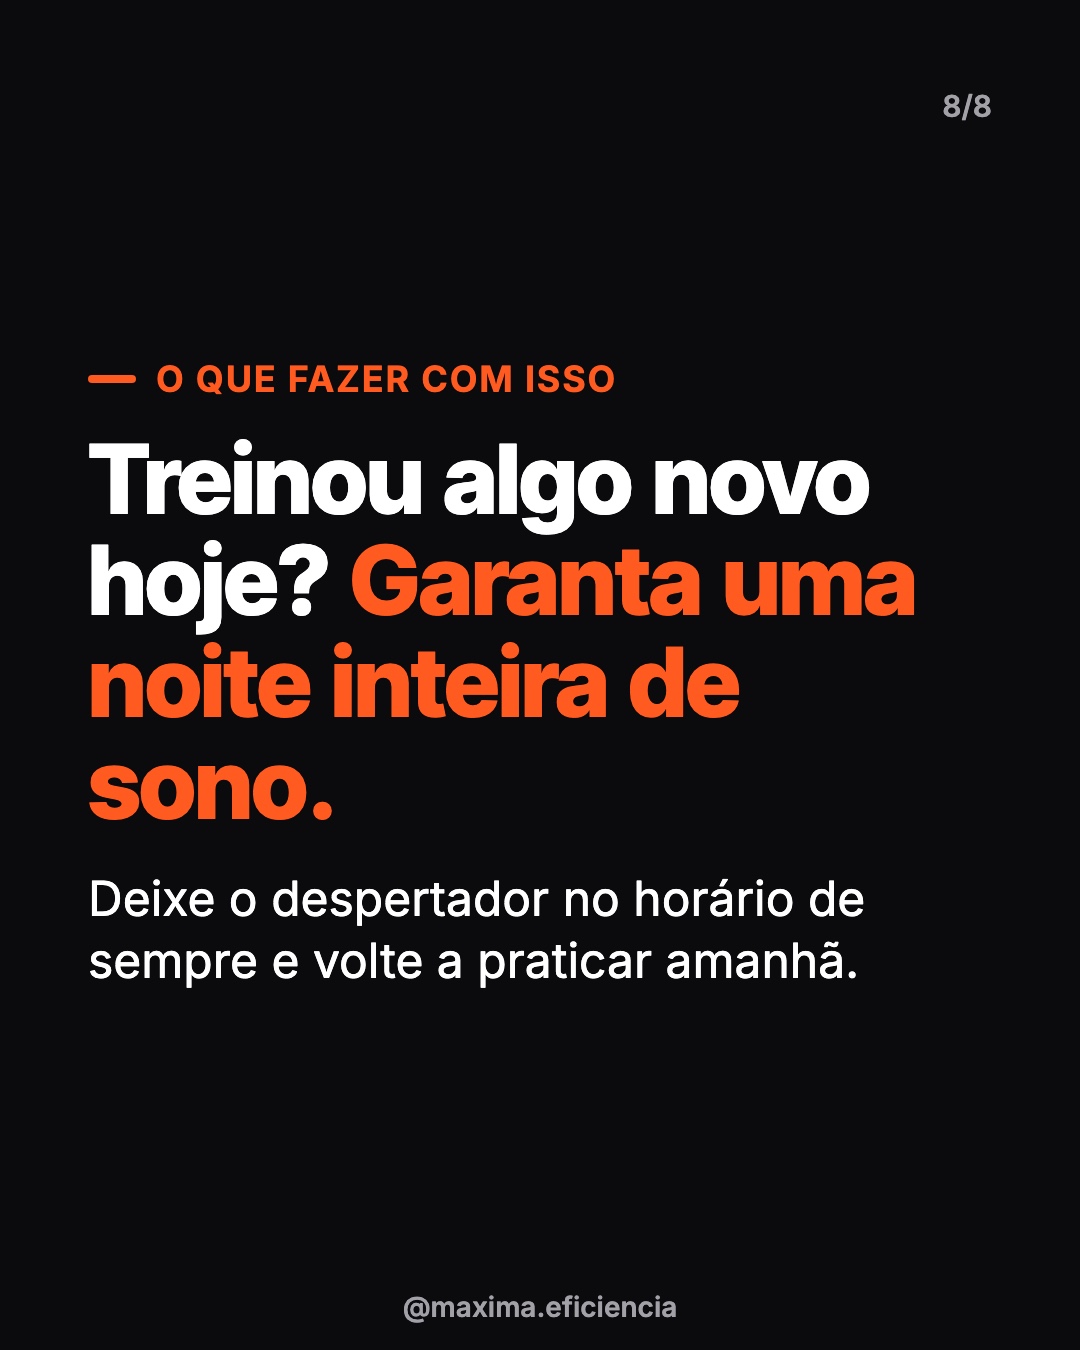 8/8
O QUE FAZER COM ISSO
Treinou algo novo
hoje? Garanta uma
noite inteira de
sono.
Deixe o despertador no horário de
sempre e volte a praticar amanhã.
@maxima.eficiencia